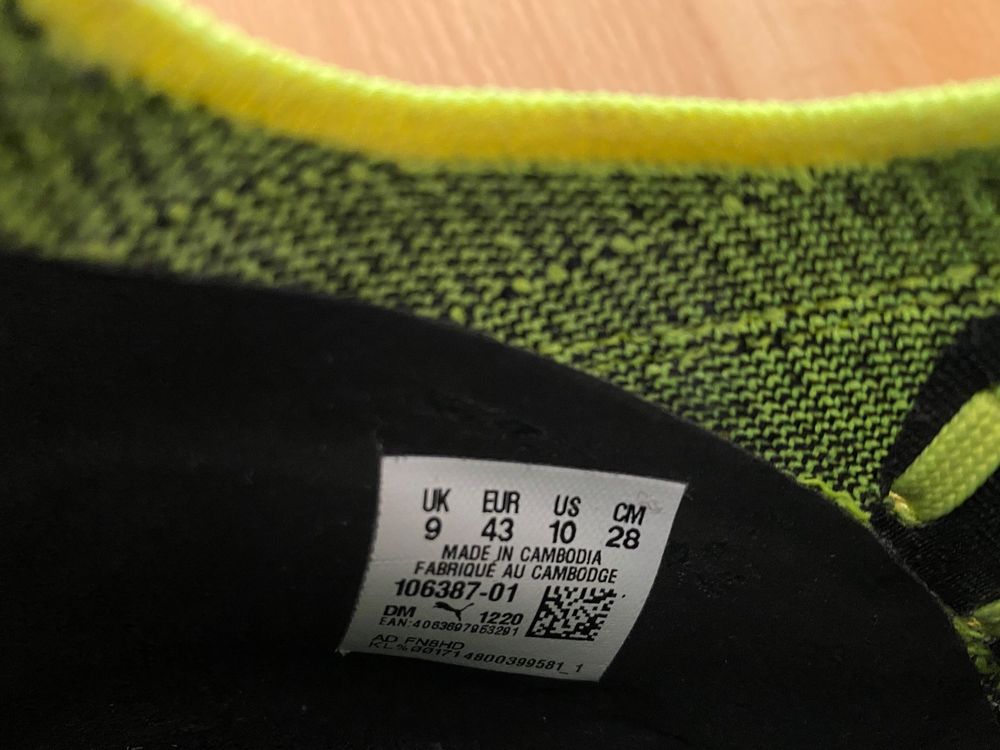 UK EUR US CM
9 43 10 28
MADE IN CAMBODIA
FABRIQUÉ AU CAMBODGE
106387-01
DM 1220
EAN:4063697953291
AD FN8HD